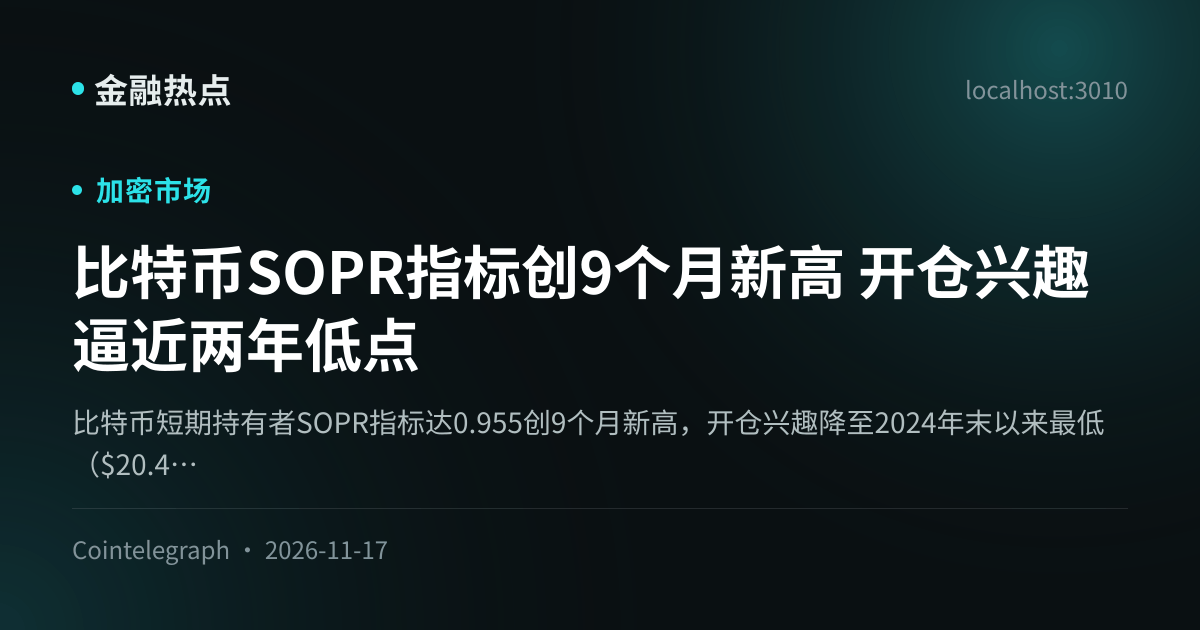 金融热点
localhost:3010
加密市场
比特币SOPR指标创9个月新高 开仓兴趣
逼近两年低点
比特币短期持有者SOPR指标达0.955创9个月新高，开仓兴趣降至2024年末以来最低
（$20.4…
Cointelegraph · 2026-11-17